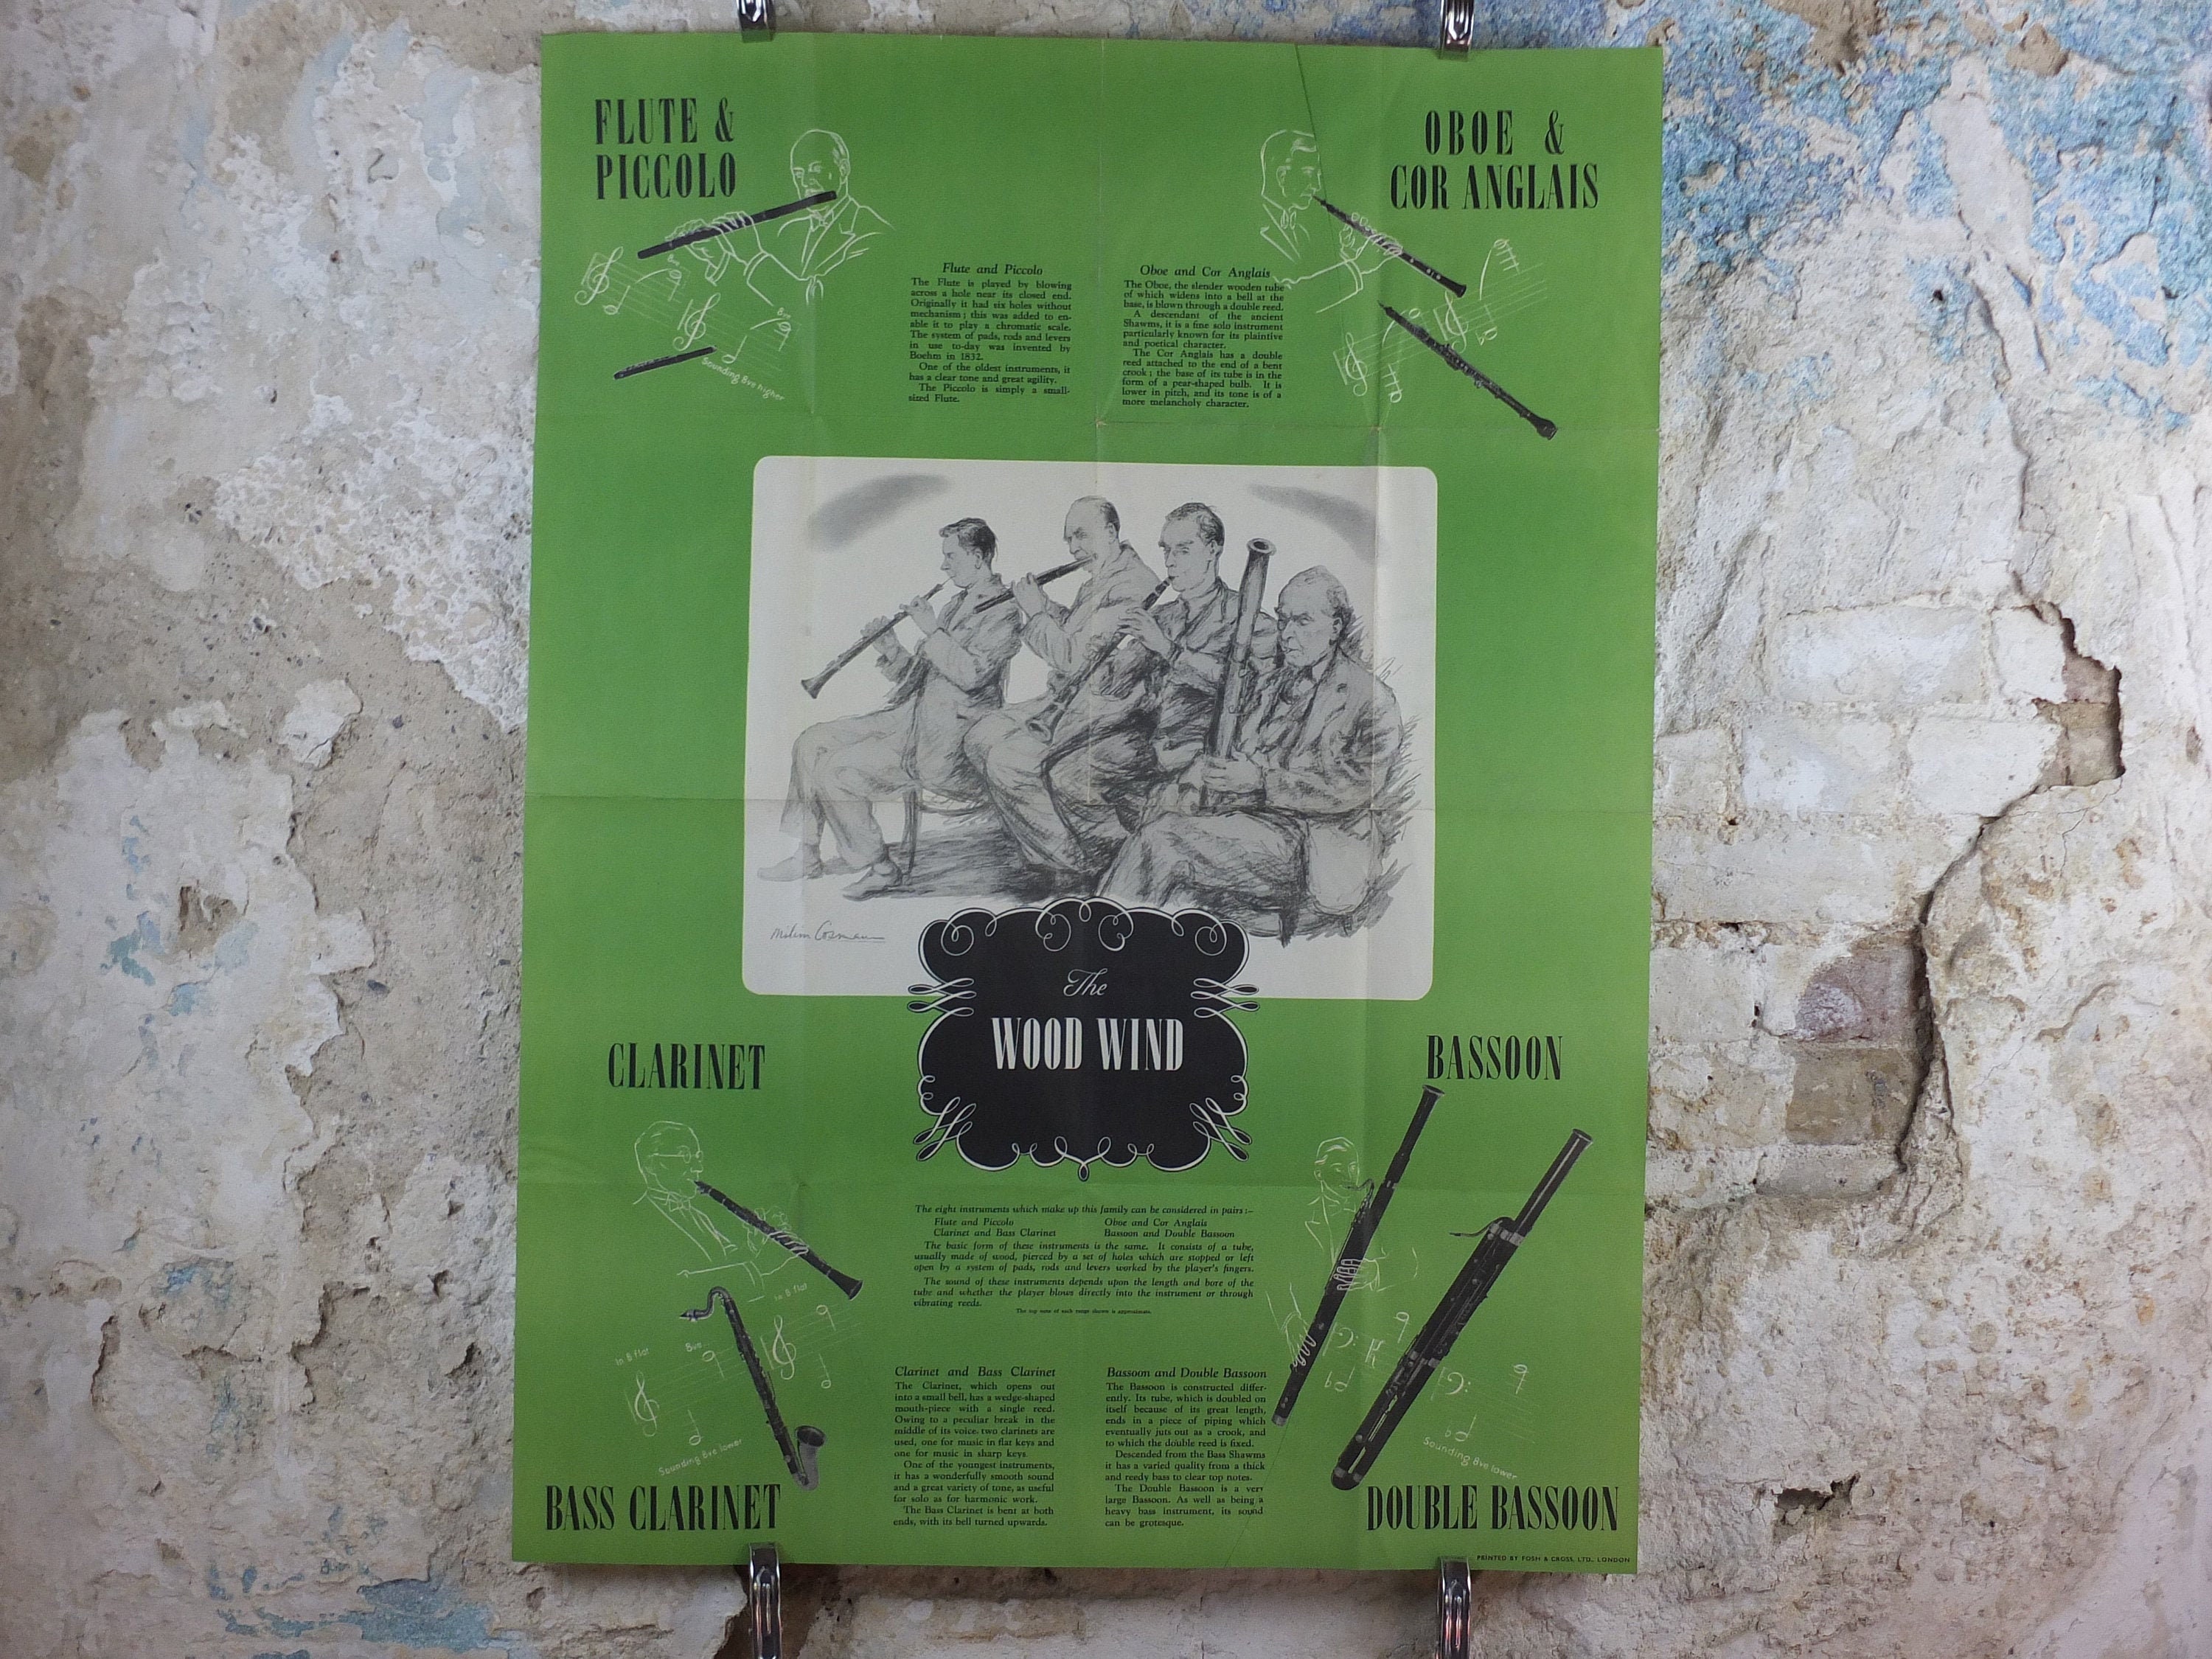 FLUTE &
PICCOLO
OBOE &
COR ANGLAIS
8ve
Sounding 8ve higher
Flute and Piccolo
The Flute is played by blowing
across a hole near its closed end.
Originally it had six holes without
mechanism; this was added to en-
able it to play a chromatic scale.
The system of pads, rods and levers
in use to-day was invented by
Boehm in 1832.
One of the oldest instruments, it
has a clear tone and great agility.
The Piccolo is simply a small-
sized Flute.
Oboe and Cor Anglais
The Oboe, the slender wooden tube
of which widens into a bell at the
base, is blown through a double reed.
A descendant of the ancient
Shawms, it is a fine solo instrument
particularly known for its plaintive
and poetical character.
The Cor Anglais has a double
reed attached to the end of a bent
crook; the base of its tube is in the
form of a pear-shaped bulb. It is
lower in pitch, and its tone is of a
more melancholy character.
Milein Cosman
The
WOOD WIND
CLARINET
BASSOON
The eight instruments which make up this family can be considered in pairs:—
Flute and Piccolo Oboe and Cor Anglais
Clarinet and Bass Clarinet Bassoon and Double Bassoon
The basic form of these instruments is the same. It consists of a tube,
usually made of wood, pierced by a set of holes which are stopped or left
open by a system of pads, rods and levers worked by the player's fingers.
The sound of these instruments depends upon the length and bore of the
tube and whether the player blows directly into the instrument or through
vibrating reeds.
The top note of each range shown is approximate.
in B flat
in B flat
8ve
Sounding 8ve lower
Clarinet and Bass Clarinet
The Clarinet, which opens out
into a small bell, has a wedge-shaped
mouth-piece with a single reed.
Owing to a peculiar break in the
middle of its voice, two clarinets are
used, one for music in flat keys and
one for music in sharp keys
One of the youngest instruments,
it has a wonderfully smooth sound
and a great variety of tone, as useful
for solo as for harmonic work.
The Bass Clarinet is bent at both
ends, with its bell turned upwards.
Bassoon and Double Bassoon
The Bassoon is constructed differ-
ently. Its tube, which is doubled on
itself because of its great length,
ends in a piece of piping which
eventually juts out as a crook, and
to which the double reed is fixed.
Descended from the Bass Shawms
it has a varied quality from a thick
and reedy bass to clear top notes.
The Double Bassoon is a very
large Bassoon. As well as being a
heavy bass instrument, its sound
can be grotesque.
Sounding 8ve lower
BASS CLARINET
DOUBLE BASSOON
PRINTED BY FOSH & CROSS, LTD., LONDON